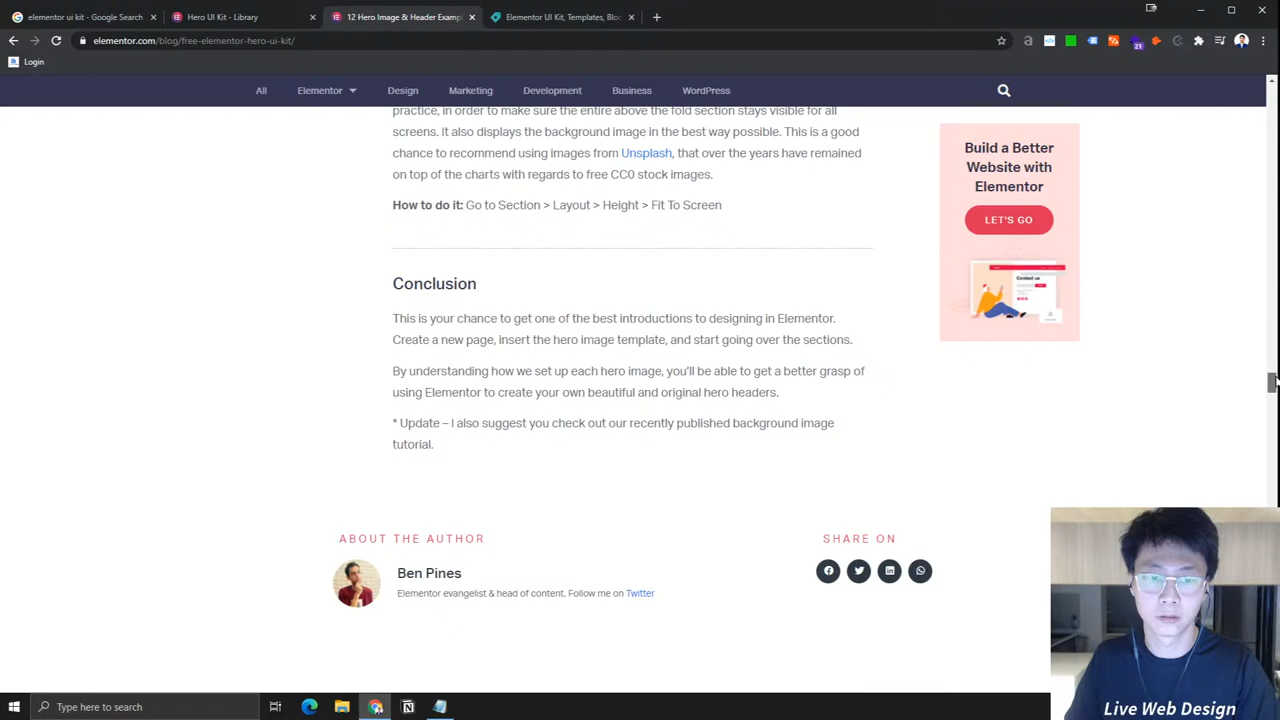 elementor ui kit - Google Search
Hero UI Kit - Library
12 Hero Image & Header Exampl
Elementor UI Kit, Templates, Bloc
elementor.com/blog/free-elementor-hero-ui-kit/
21
Login
All Elementor Design Marketing Development Business WordPress
practice, in order to make sure the entire above the fold section stays visible for all
screens. It also displays the background image in the best way possible. This is a good
chance to recommend using images from Unsplash, that over the years have remained
on top of the charts with regards to free CC0 stock images.
How to do it: Go to Section > Layout > Height > Fit To Screen
Build a Better
Website with
Elementor
LET'S GO
Contact us
Conclusion
This is your chance to get one of the best introductions to designing in Elementor.
Create a new page, insert the hero image template, and start going over the sections.
By understanding how we set up each hero image, you'll be able to get a better grasp of
using Elementor to create your own beautiful and original hero headers.
* Update – I also suggest you check out our recently published background image
tutorial.
ABOUT THE AUTHOR
Ben Pines
Elementor evangelist & head of content. Follow me on Twitter
SHARE ON
Type here to search
Live Web Design